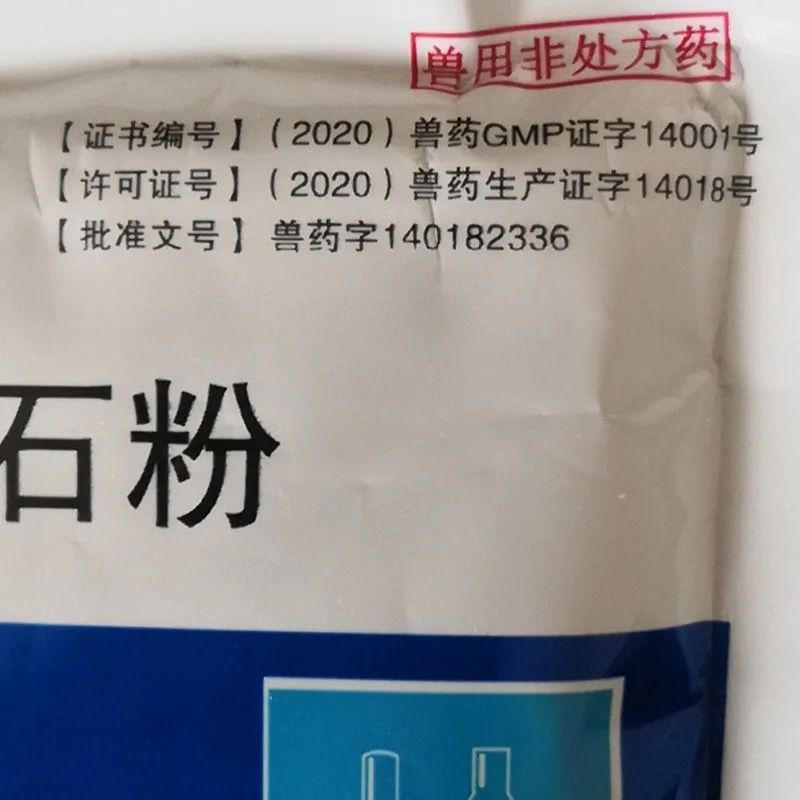 兽用非处方药
【证书编号】(2020)兽药GMP证字14001号
【许可证号】(2020)兽药生产证字14018号
【批准文号】 兽药字140182336
石粉